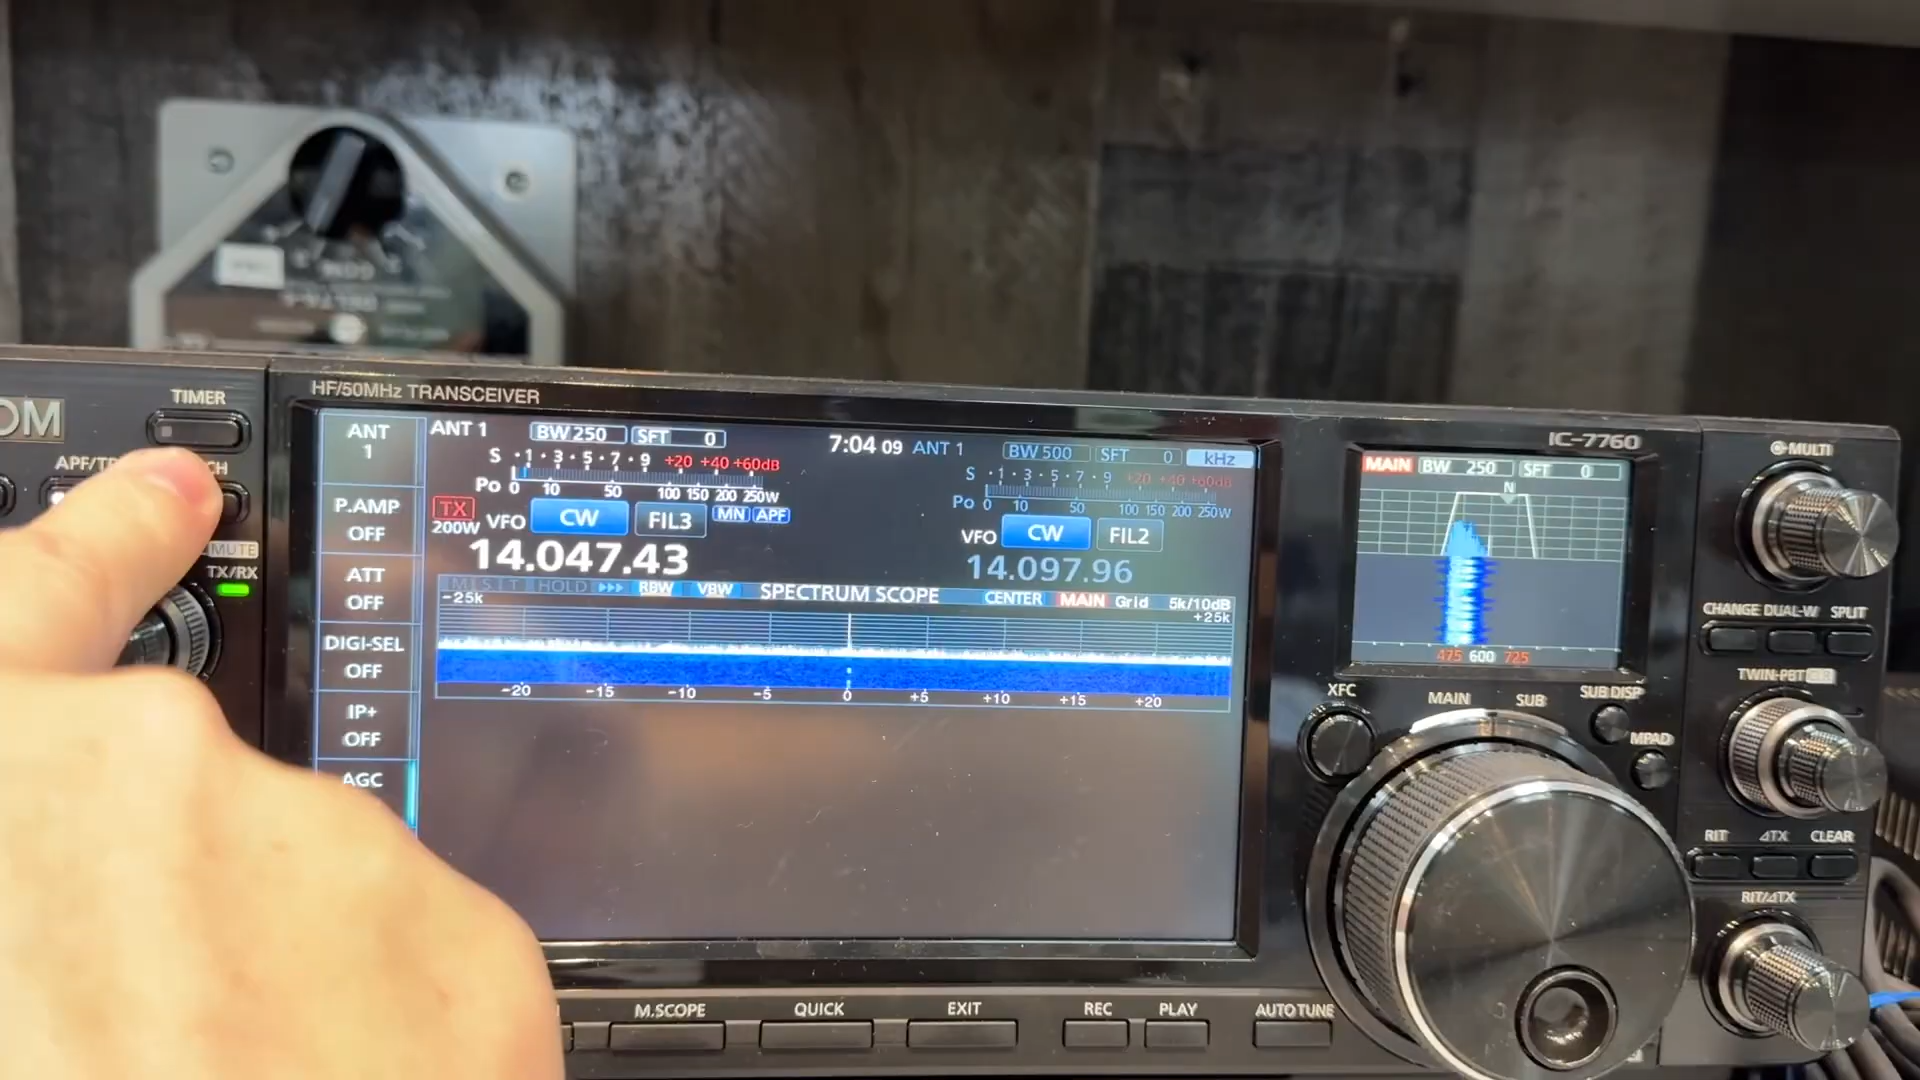 COM
2
DELTA-4
HF/50MHz TRANSCEIVER
IC-7760
OM
TIMER
APF/TP
CH
MUTE
TX/RX
ANT
1
P.AMP
OFF
ATT
OFF
DIGI-SEL
OFF
IP+
OFF
AGC
ANT 1
BW 250
SFT 0
7:04 09
ANT 1
BW 500
SFT 0
kHz
S ·1·3·5·7·9 +20 +40 +60dB
Po 0 10 50 100 150 200 250W
S ·1·3·5·7·9 +20 +40 +60dB
Po 0 10 50 100 150 200 250W
TX
200W
VFO
CW
FIL3
MN
APF
VFO
CW
FIL2
14.047.43
14.097.96
HOLD
RBW
VBW
SPECTRUM SCOPE
CENTER
MAIN
Grid
5k/10dB
-25k
+25k
-20 -15 -10 -5 0 +5 +10 +15 +20
MAIN
BW 250
SFT 0
N
475 600 725
MULTI
CHANGE DUAL-W SPLIT
XFC
MAIN
SUB
SUB DISP
MPAD
TWIN-PBT
RIT
⊿TX
CLEAR
RIT/⊿TX
M.SCOPE
QUICK
EXIT
REC
PLAY
AUTO TUNE